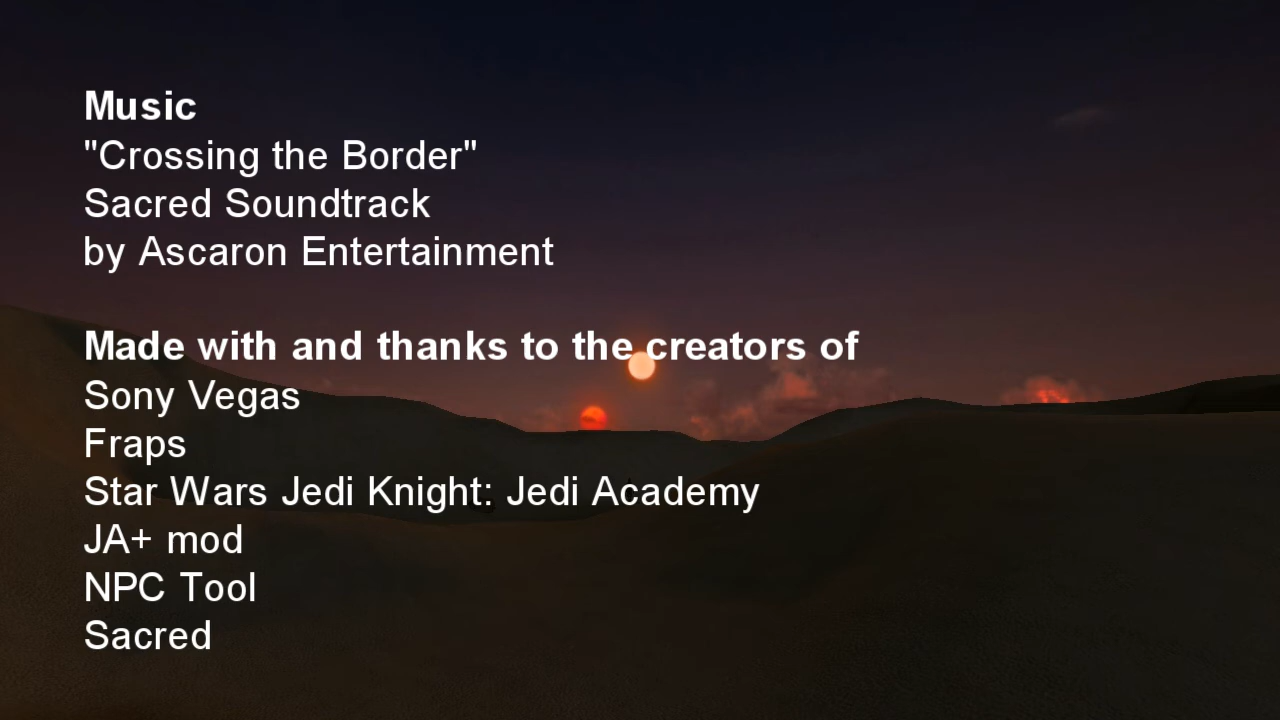 Music
"Crossing the Border"
Sacred Soundtrack
by Ascaron Entertainment
Made with and thanks to the creators of
Sony Vegas
Fraps
Star Wars Jedi Knight: Jedi Academy
JA+ mod
NPC Tool
Sacred